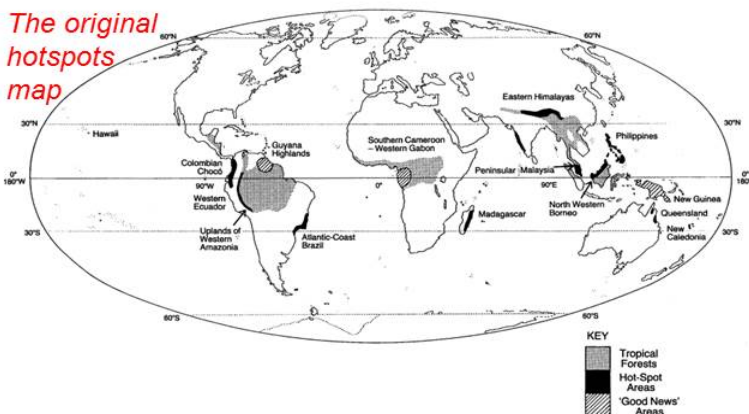 The original
hotspots
map
60°N
60°N
30°N
30°N
Hawaii
Eastern Himalayas
Philippines
Southern Cameroon
– Western Gabon
Guyana
Highlands
Colombian
Chocó
Peninsular Malaysia
0°
180°W
90°W
0°
90°E
0°
180°W
Western
Ecuador
North Western
Borneo
New Guinea
Madagascar
Queensland
Uplands of
Western
Amazonia
Atlantic-Coast
Brazil
New
Caledonia
30°S
30°S
60°S
60°S
KEY
Tropical
Forests
Hot-Spot
Areas
'Good News'
Areas